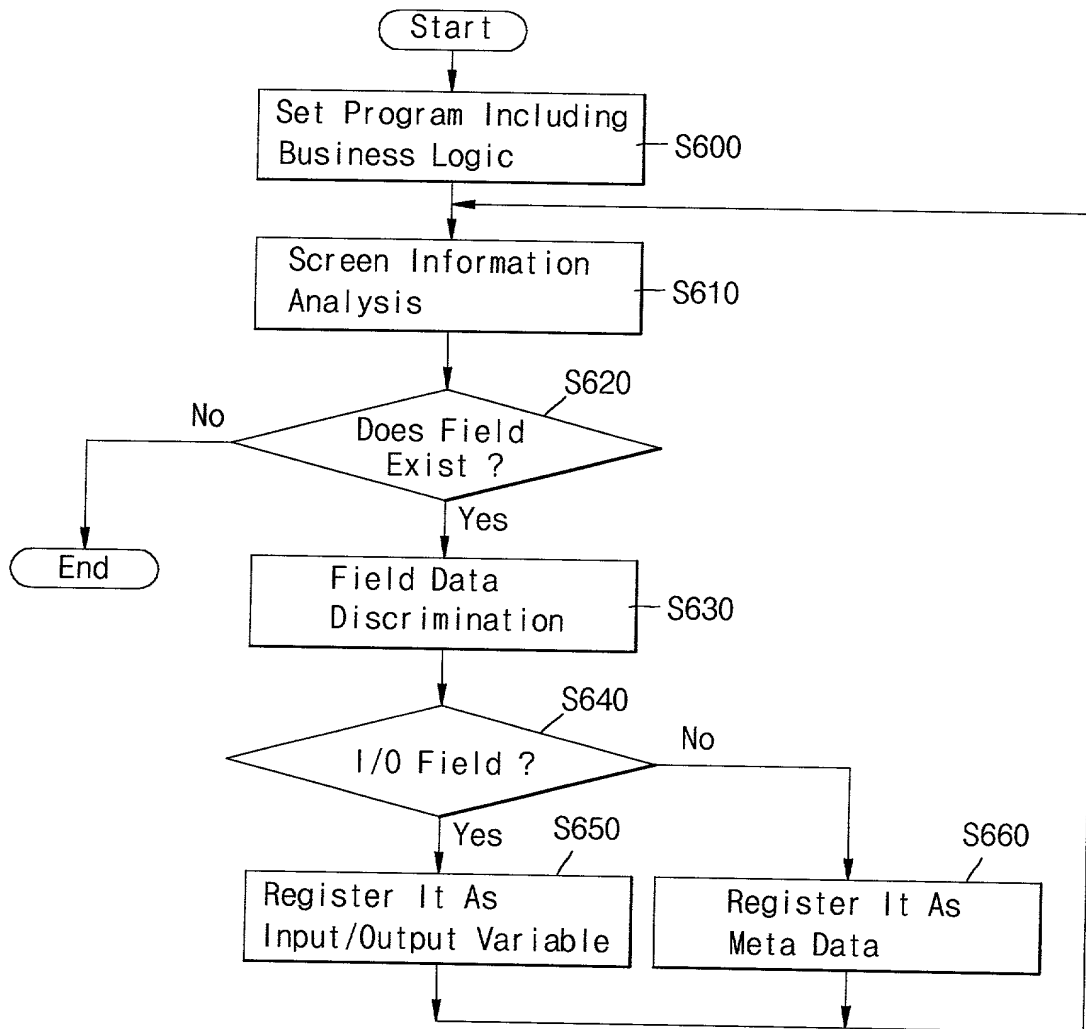 Start
Set Program Including
Business Logic
S600
Screen Information
Analysis
S610
S620
No
Does Field
Exist ?
Yes
End
Field Data
Discrimination
S630
S640
No
I/O Field ?
Yes
S650
S660
Register It As
Input/Output Variable
Register It As
Meta Data